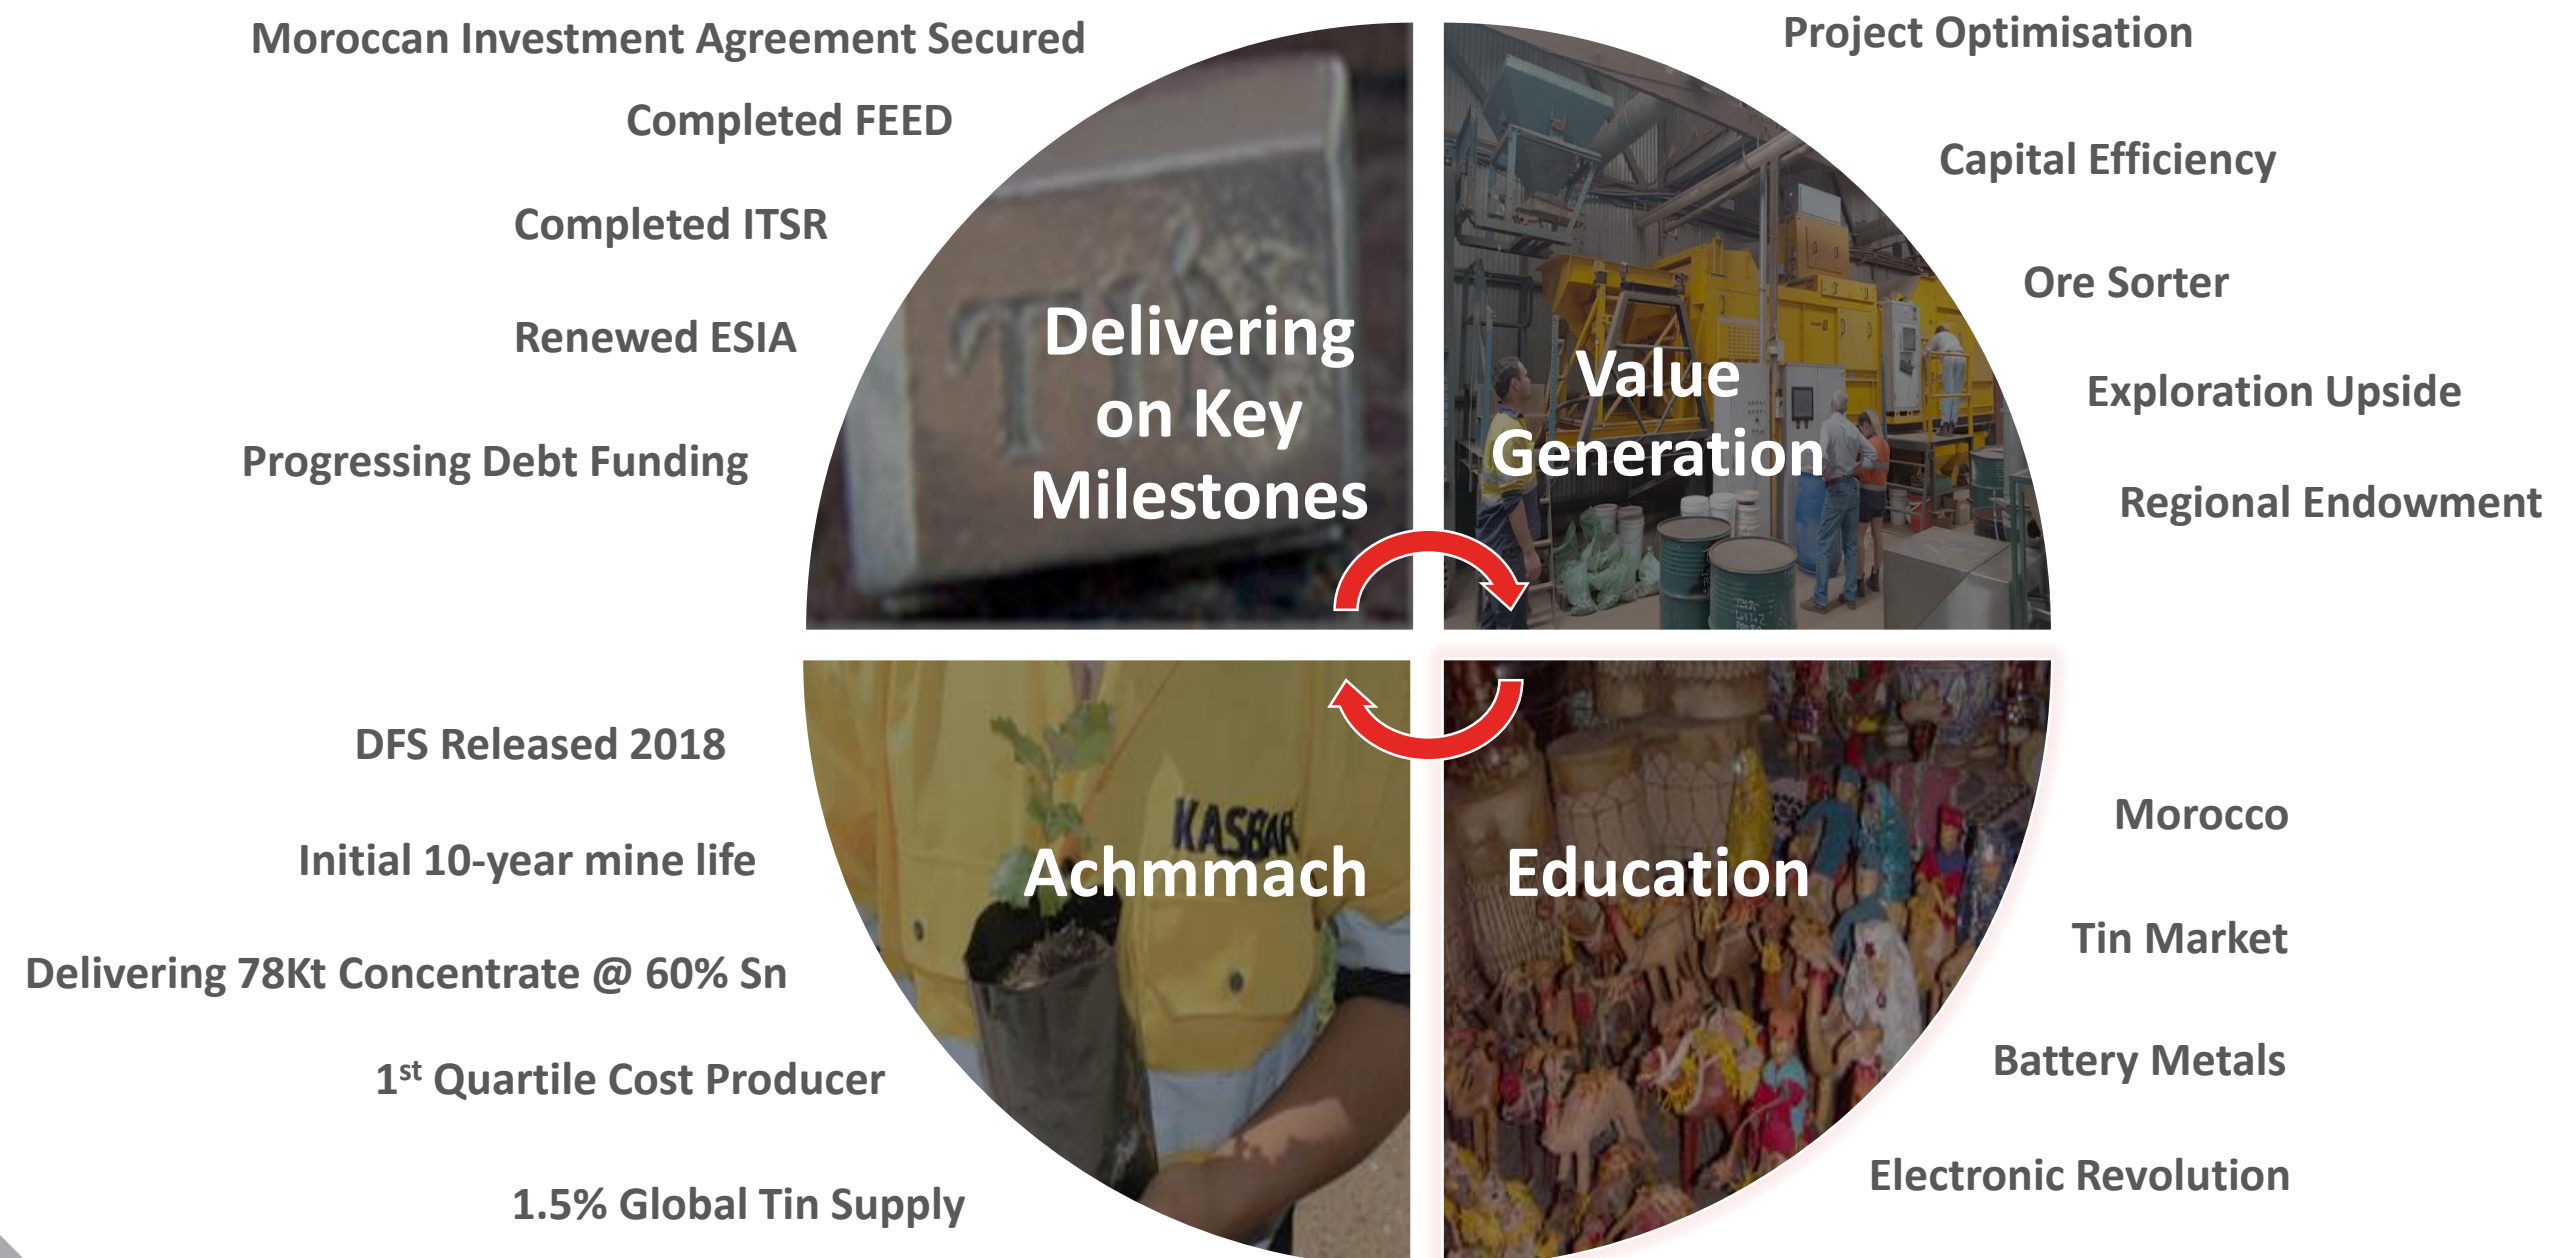 Moroccan Investment Agreement Secured
Completed FEED
Completed ITSR
Renewed ESIA
Progressing Debt Funding
TIN
Delivering
on Key
Milestones
Project Optimisation
Capital Efficiency
Ore Sorter
Exploration Upside
Regional Endowment
Value
Generation
DFS Released 2018
Initial 10-year mine life
Delivering 78Kt Concentrate @ 60% Sn
1st Quartile Cost Producer
1.5% Global Tin Supply
KASBAH
Achmmach
Education
Morocco
Tin Market
Battery Metals
Electronic Revolution